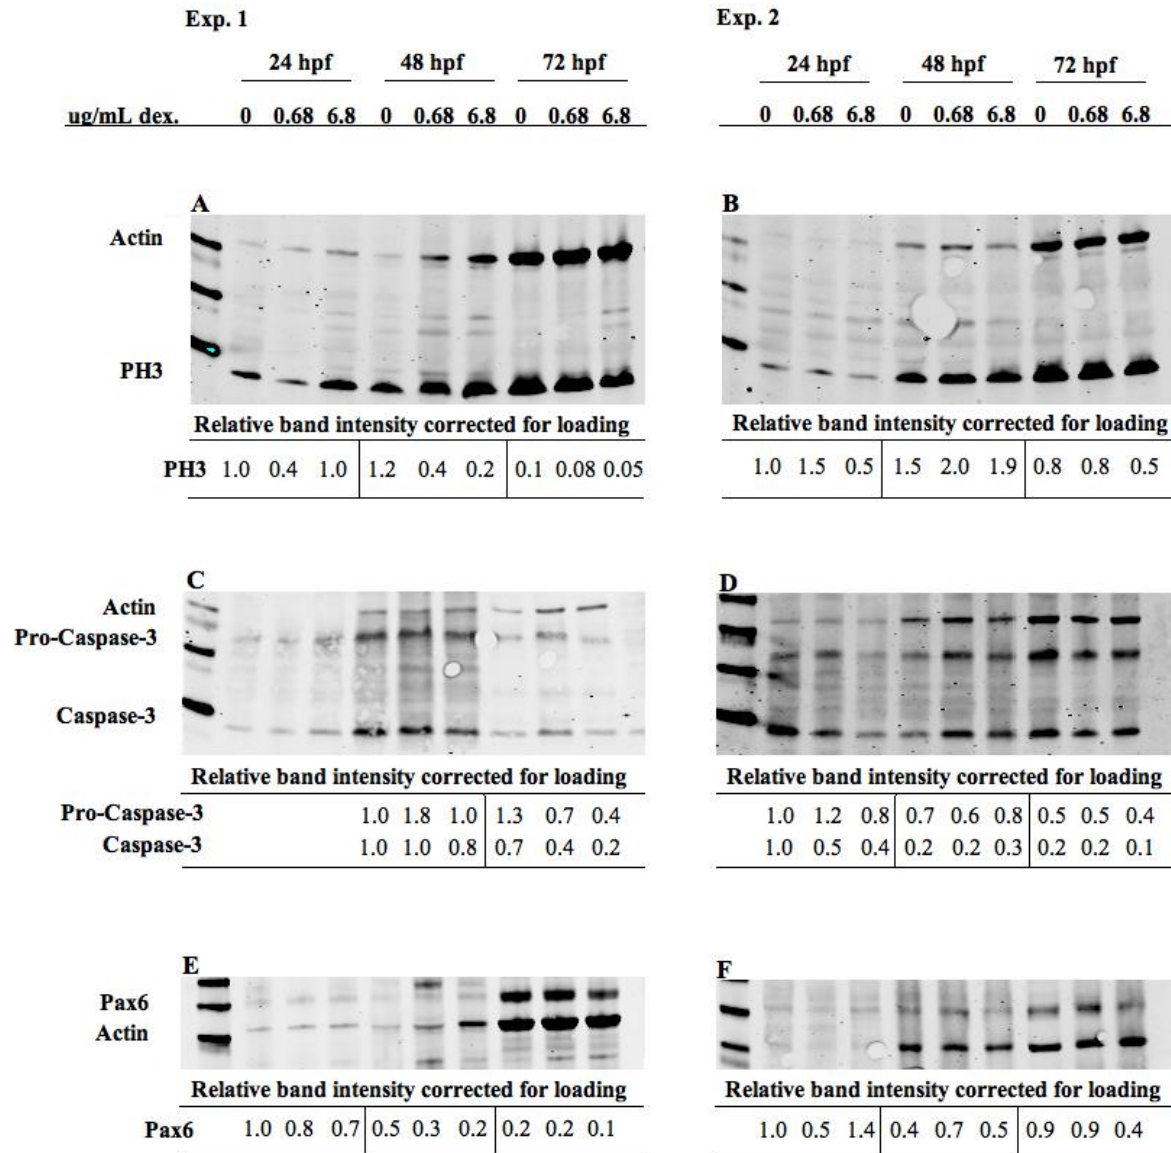 Exp. 1 Exp. 2
24 hpf 48 hpf 72 hpf 24 hpf 48 hpf 72 hpf
ug/mL dex. 0 0.68 6.8 0 0.68 6.8 0 0.68 6.8 0 0.68 6.8 0 0.68 6.8 0 0.68 6.8
A B
Actin
PH3
Relative band intensity corrected for loading Relative band intensity corrected for loading
PH3 1.0 0.4 1.0 1.2 0.4 0.2 0.1 0.08 0.05 1.0 1.5 0.5 1.5 2.0 1.9 0.8 0.8 0.5
C D
Actin
Pro-Caspase-3
Caspase-3
Relative band intensity corrected for loading Relative band intensity corrected for loading
Pro-Caspase-3 1.0 1.8 1.0 1.3 0.7 0.4 1.0 1.2 0.8 0.7 0.6 0.8 0.5 0.5 0.4
Caspase-3 1.0 1.0 0.8 0.7 0.4 0.2 1.0 0.5 0.4 0.2 0.2 0.3 0.2 0.2 0.1
E F
Pax6
Actin
Relative band intensity corrected for loading Relative band intensity corrected for loading
Pax6 1.0 0.8 0.7 0.5 0.3 0.2 0.2 0.2 0.1 1.0 0.5 1.4 0.4 0.7 0.5 0.9 0.9 0.4